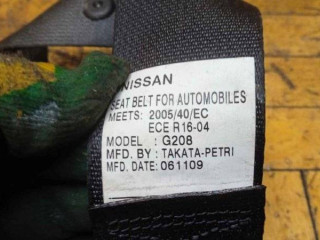 NISSAN
SEAT BELT FOR AUTOMOBILES
MEETS: 2005/40/EC
ECE R16-04
MODEL : G208
MFD. BY : TAKATA-PETRI
MFD. DATE: 061109